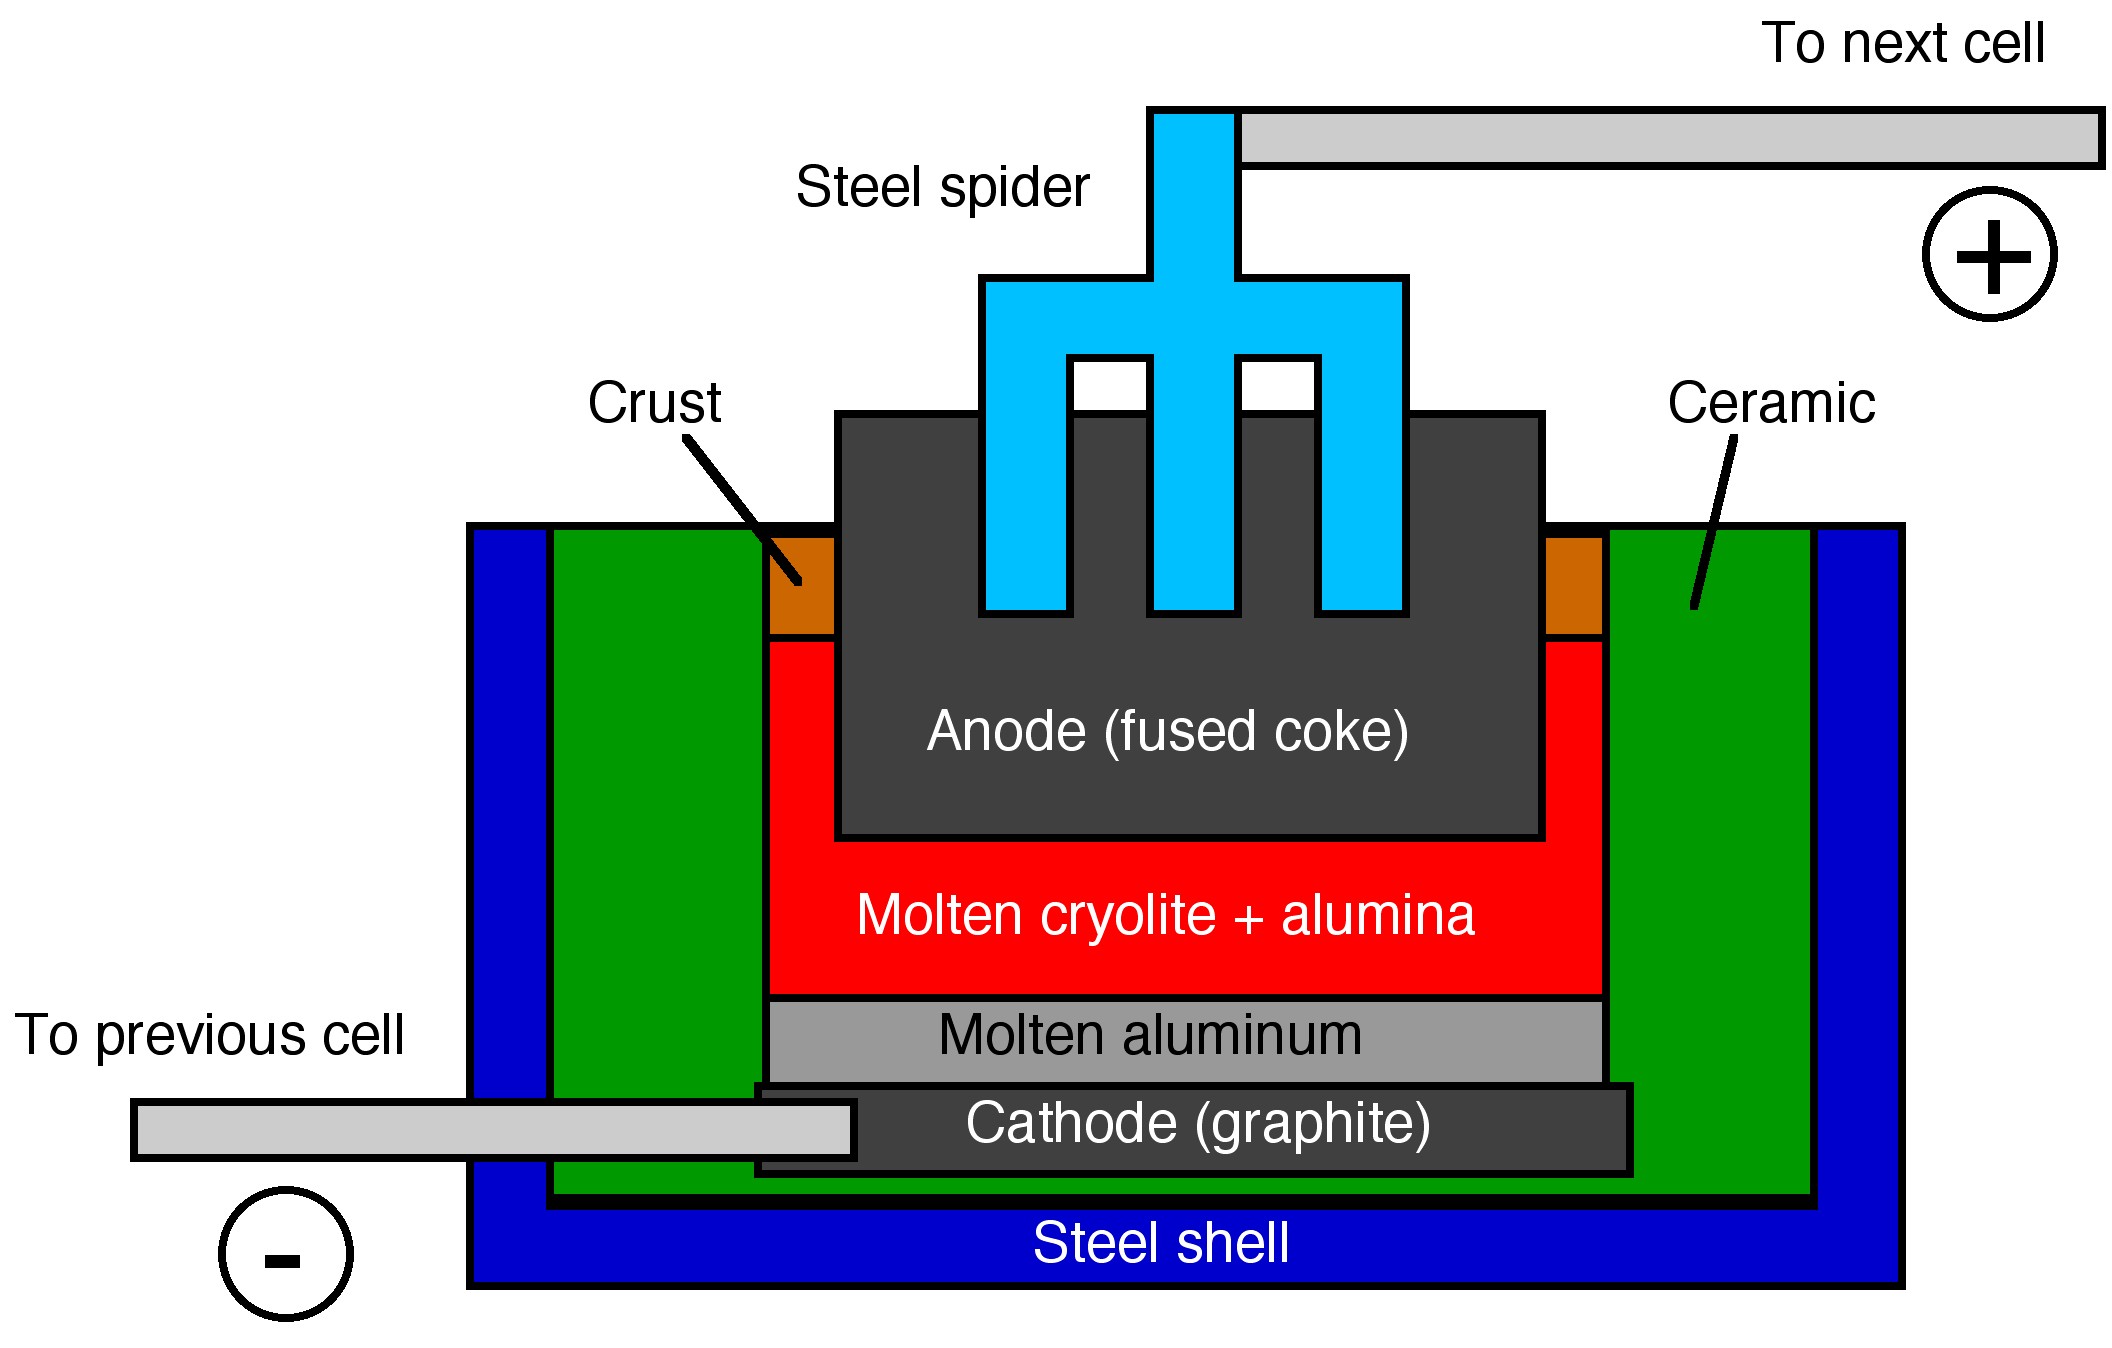 To next cell
Steel spider
+
Crust
Ceramic
Anode (fused coke)
Molten cryolite + alumina
To previous cell
Molten aluminum
Cathode (graphite)
-
Steel shell